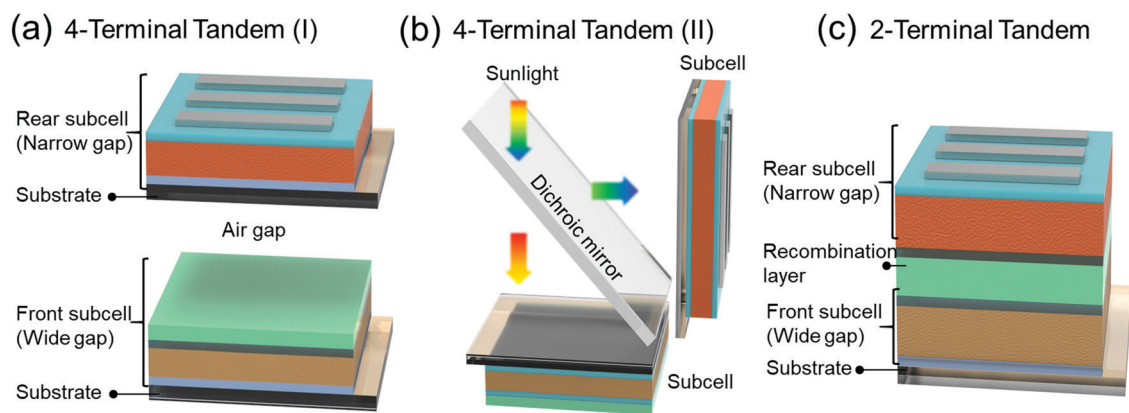 (a) 4-Terminal Tandem (I)
Rear subcell
(Narrow gap)
Substrate
Air gap
Front subcell
(Wide gap)
Substrate
(b) 4-Terminal Tandem (II)
Sunlight
Subcell
Dichroic mirror
Subcell
(c) 2-Terminal Tandem
Rear subcell
(Narrow gap)
Recombination
layer
Front subcell
(Wide gap)
Substrate